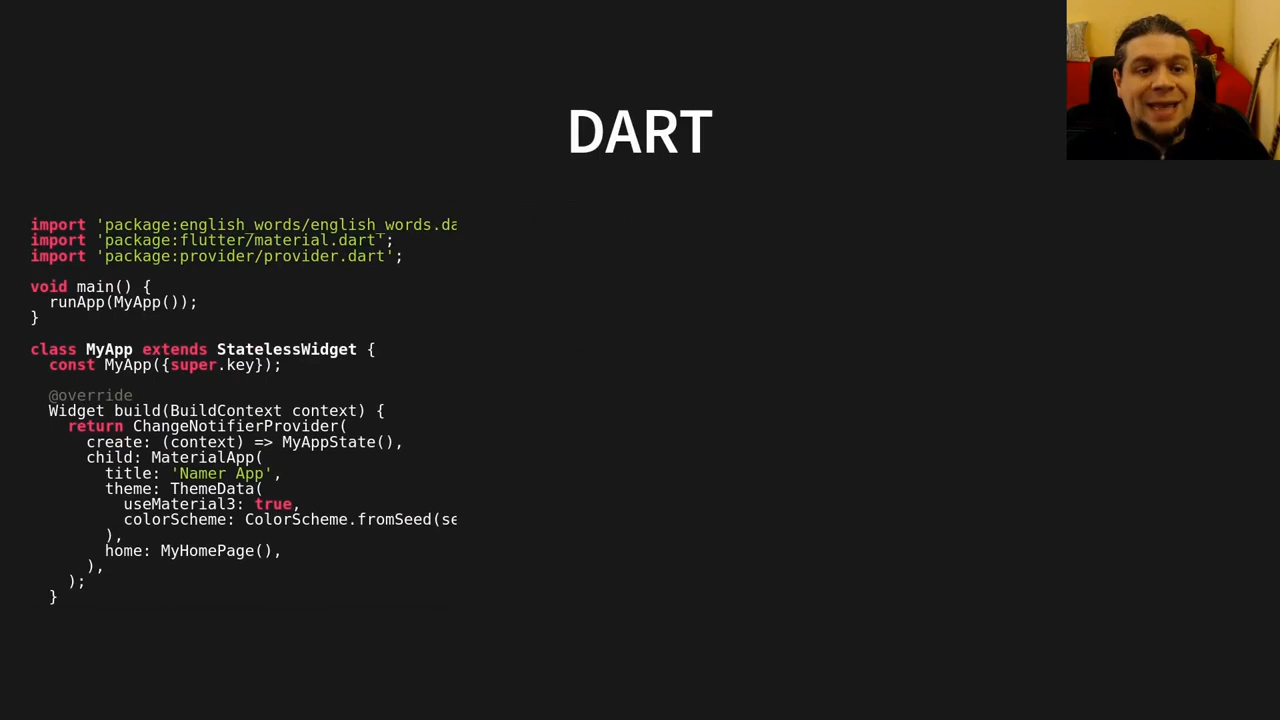 DART
import 'package:english_words/english_words.da
import 'package:flutter/material.dart';
import 'package:provider/provider.dart';
void main() {
  runApp(MyApp());
}
class MyApp extends StatelessWidget {
  const MyApp({super.key});
  @override
  Widget build(BuildContext context) {
    return ChangeNotifierProvider(
      create: (context) => MyAppState(),
      child: MaterialApp(
        title: 'Namer App',
        theme: ThemeData(
          useMaterial3: true,
          colorScheme: ColorScheme.fromSeed(se
        ),
        home: MyHomePage(),
      ),
    );
  }